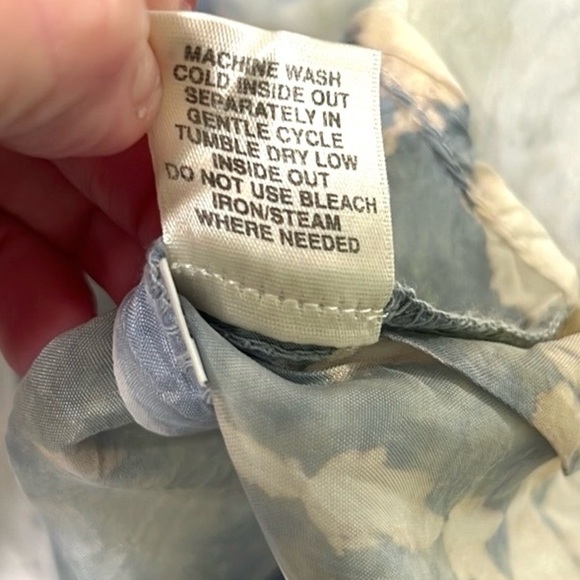 MACHINE WASH
COLD INSIDE OUT
SEPARATELY IN
GENTLE CYCLE
TUMBLE DRY LOW
INSIDE OUT
DO NOT USE BLEACH
IRON/STEAM
WHERE NEEDED